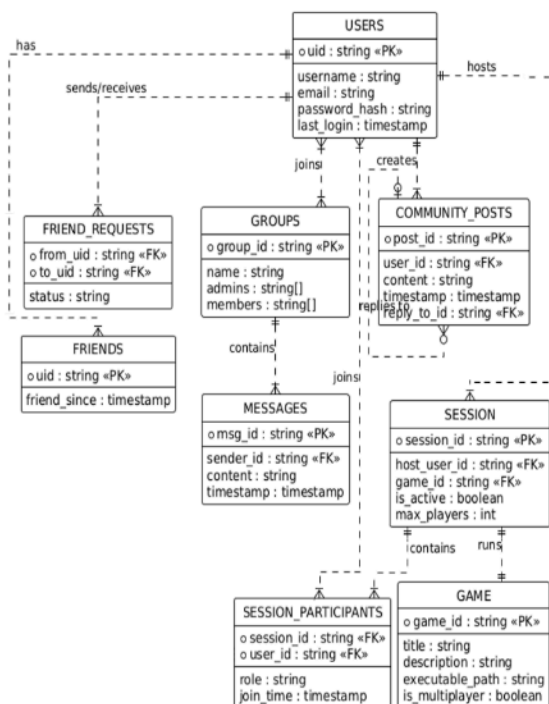 USERS
uid : string «PK»
username : string
email : string
password_hash : string
last_login : timestamp
has
hosts
sends/receives
joins
creates
FRIEND_REQUESTS
from_uid : string «FK»
to_uid : string «FK»
status : string
GROUPS
group_id : string «PK»
name : string
admins : string[]
members : string[]
COMMUNITY_POSTS
post_id : string «PK»
user_id : string «FK»
content : string
timestamp : timestamp
reply_to_id : string «FK»
replies to
FRIENDS
uid : string «PK»
friend_since : timestamp
contains
joins
MESSAGES
msg_id : string «PK»
sender_id : string «FK»
content : string
timestamp : timestamp
SESSION
session_id : string «PK»
host_user_id : string «FK»
game_id : string «FK»
is_active : boolean
max_players : int
contains
runs
SESSION_PARTICIPANTS
session_id : string «FK»
user_id : string «FK»
role : string
join_time : timestamp
GAME
game_id : string «PK»
title : string
description : string
executable_path : string
is_multiplayer : boolean